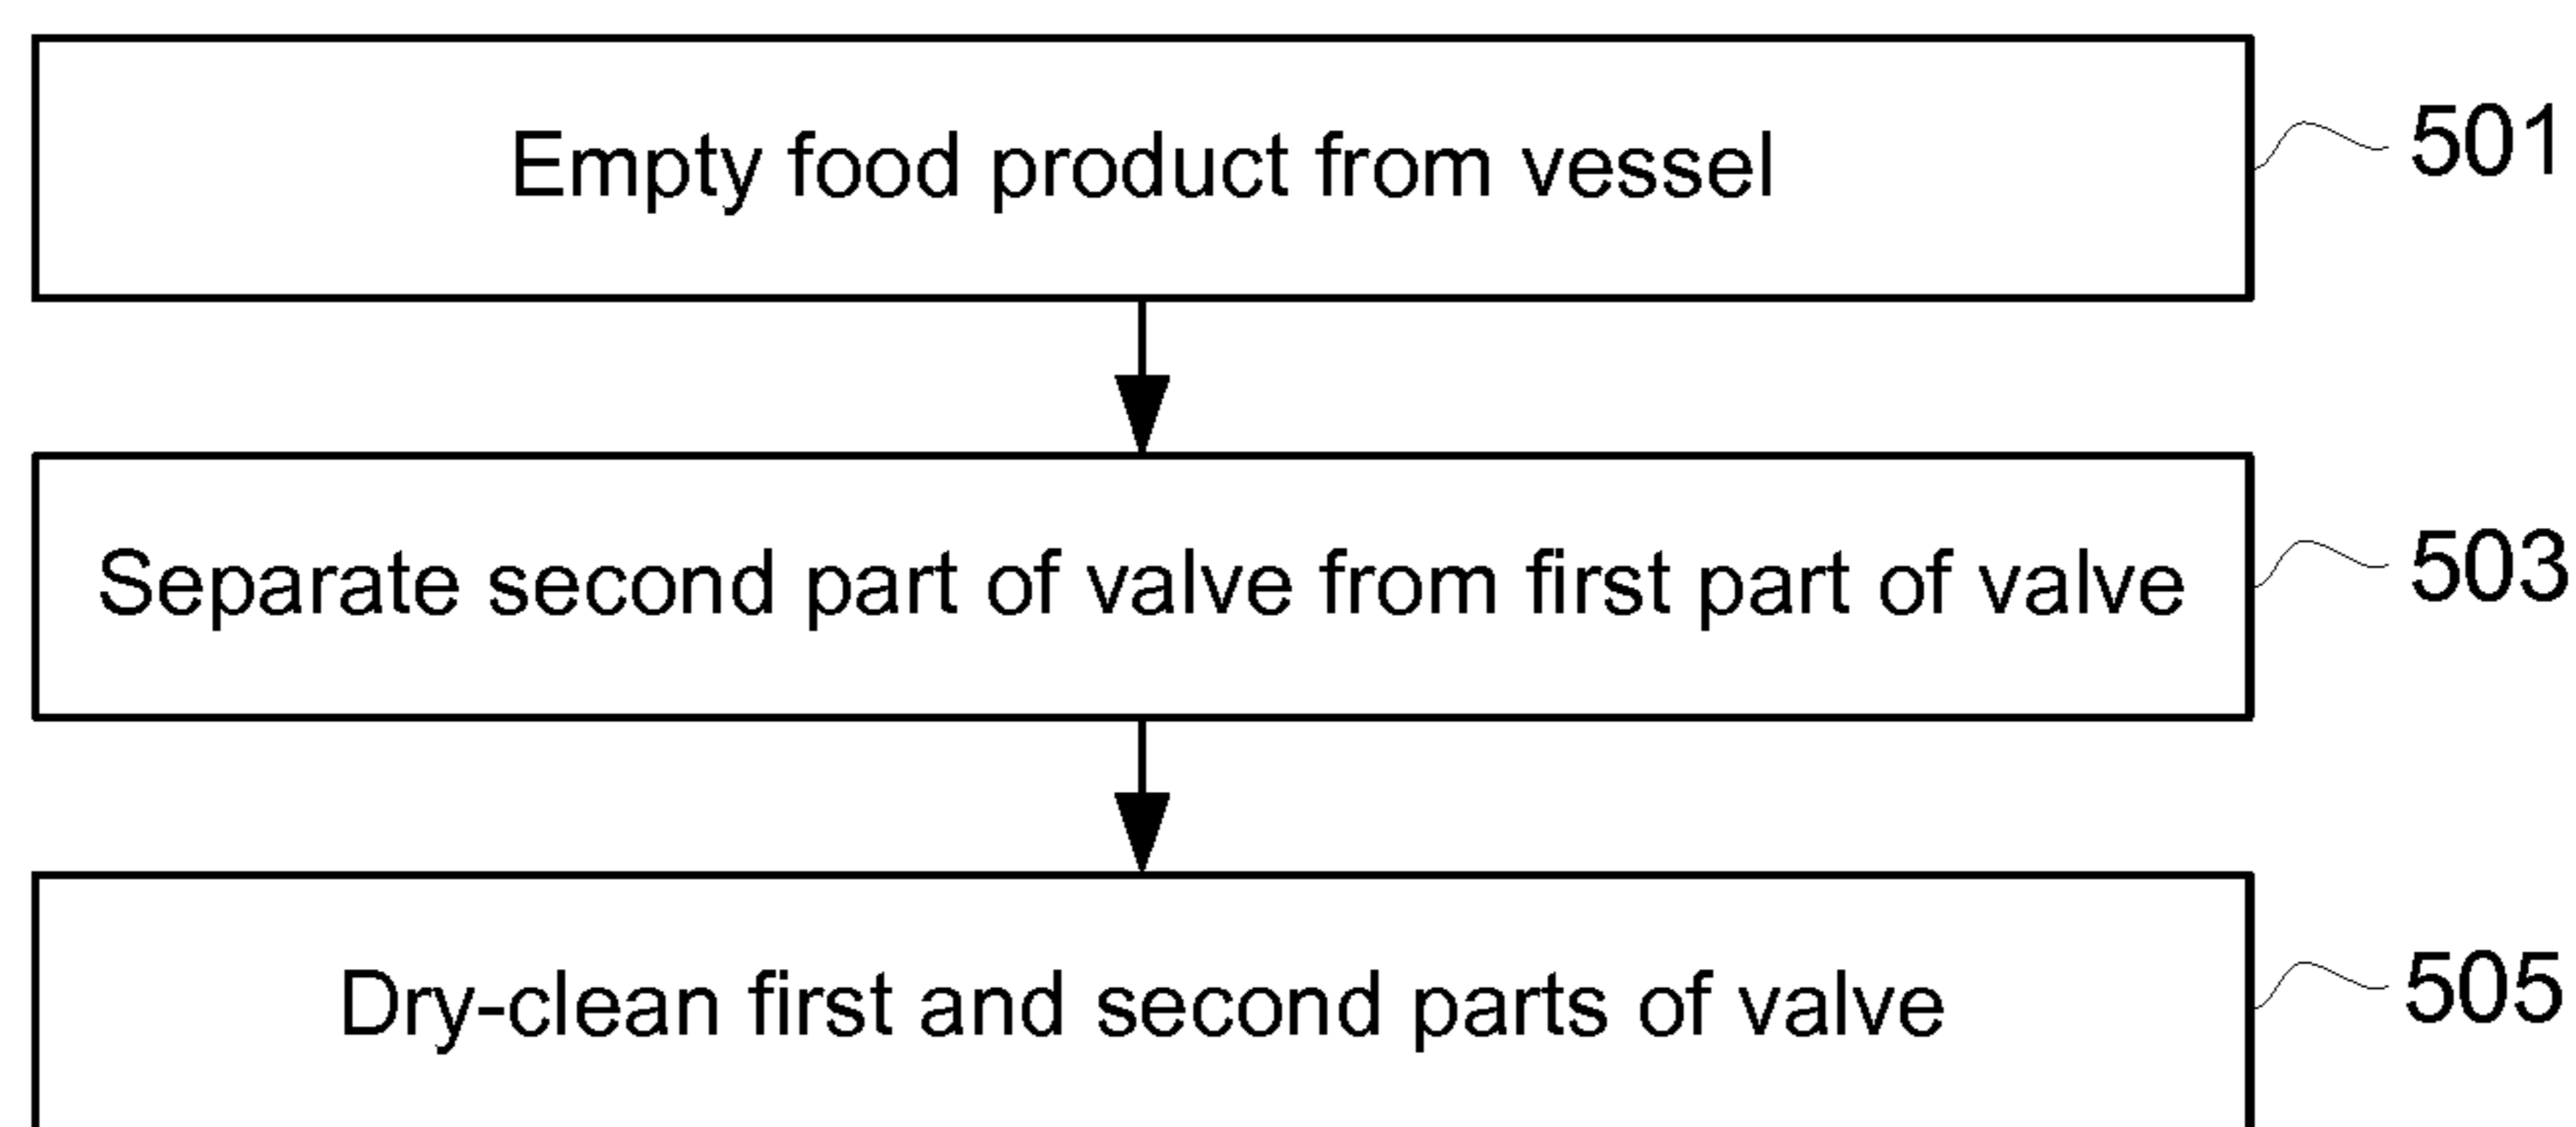 Empty food product from vessel
501
Separate second part of valve from first part of valve
503
Dry-clean first and second parts of valve
505